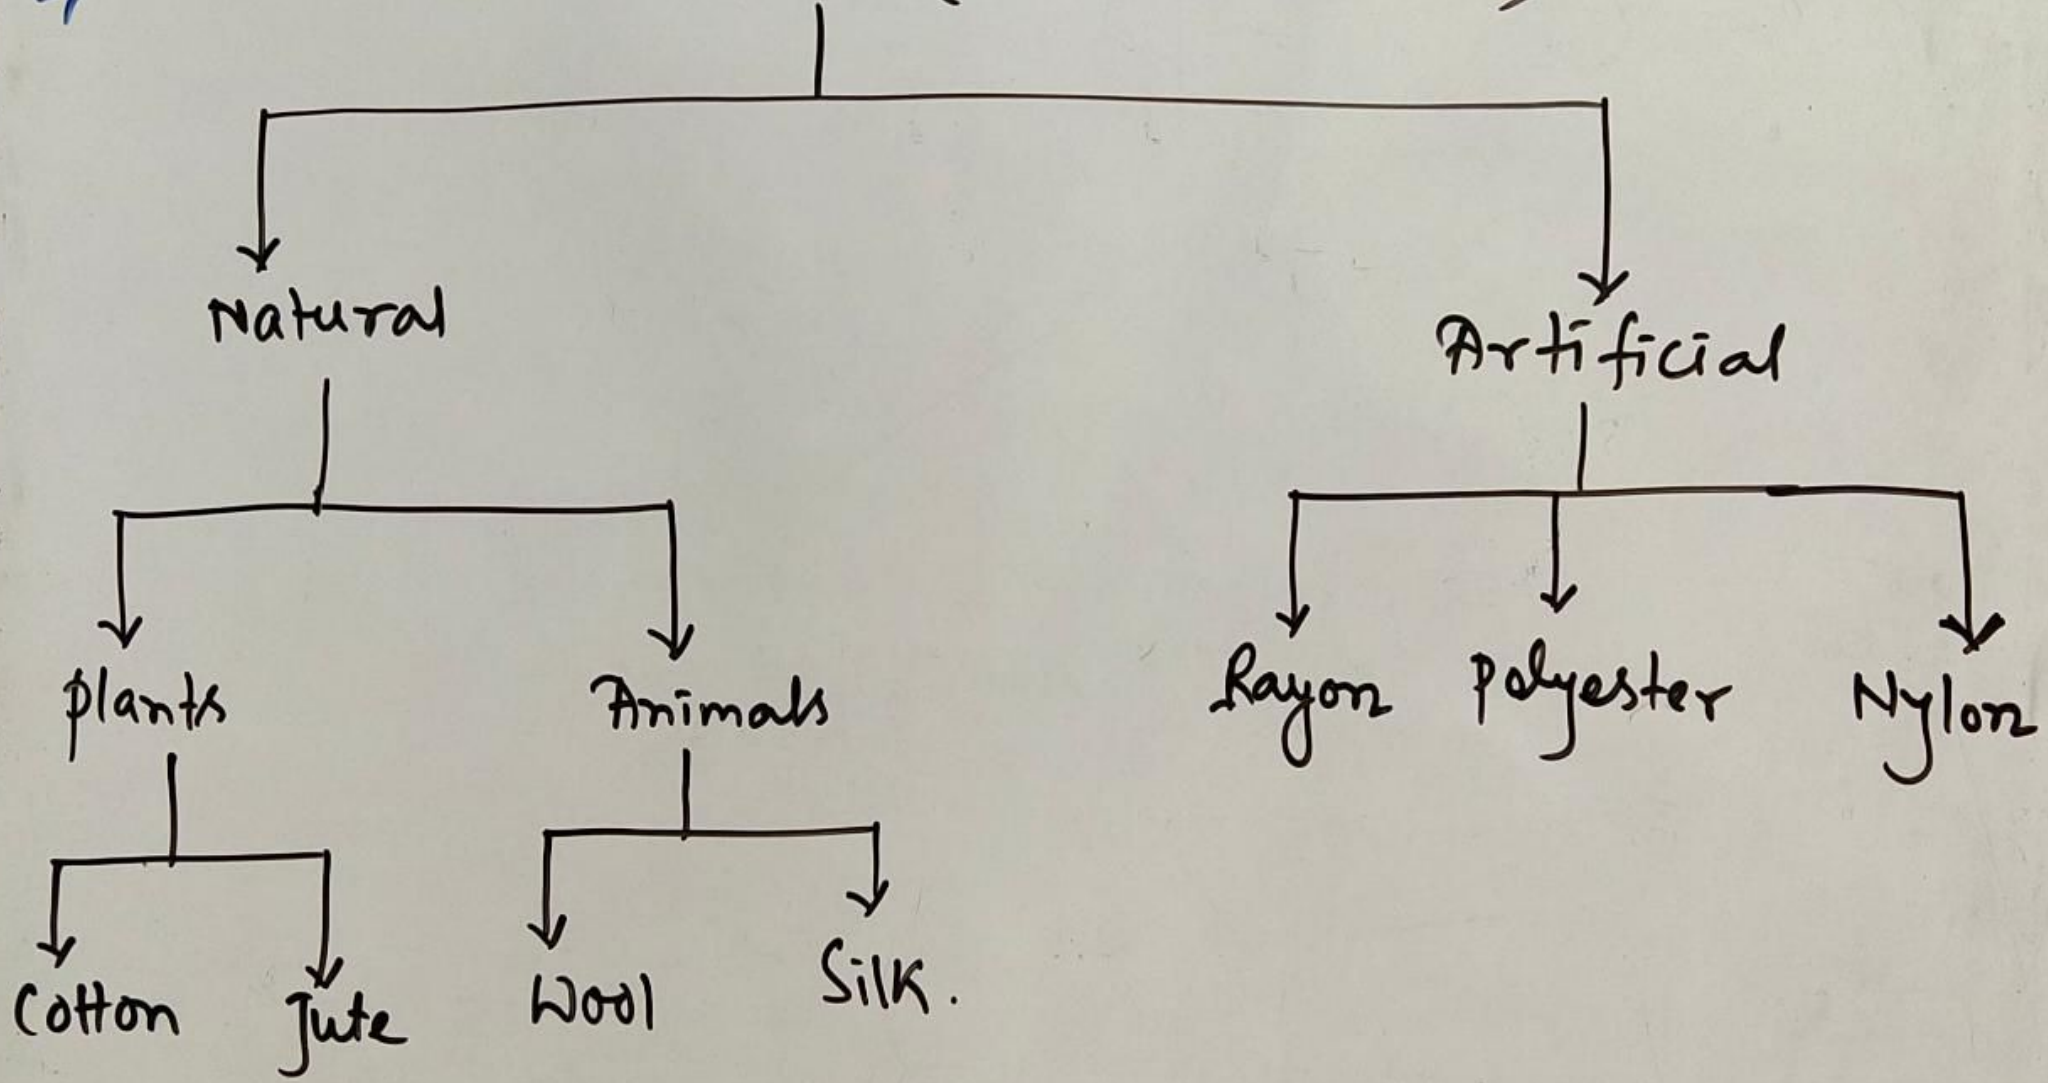 Natural
Artificial
Plants Animals Rayon Polyester Nylon
Cotton Jute Wool Silk.